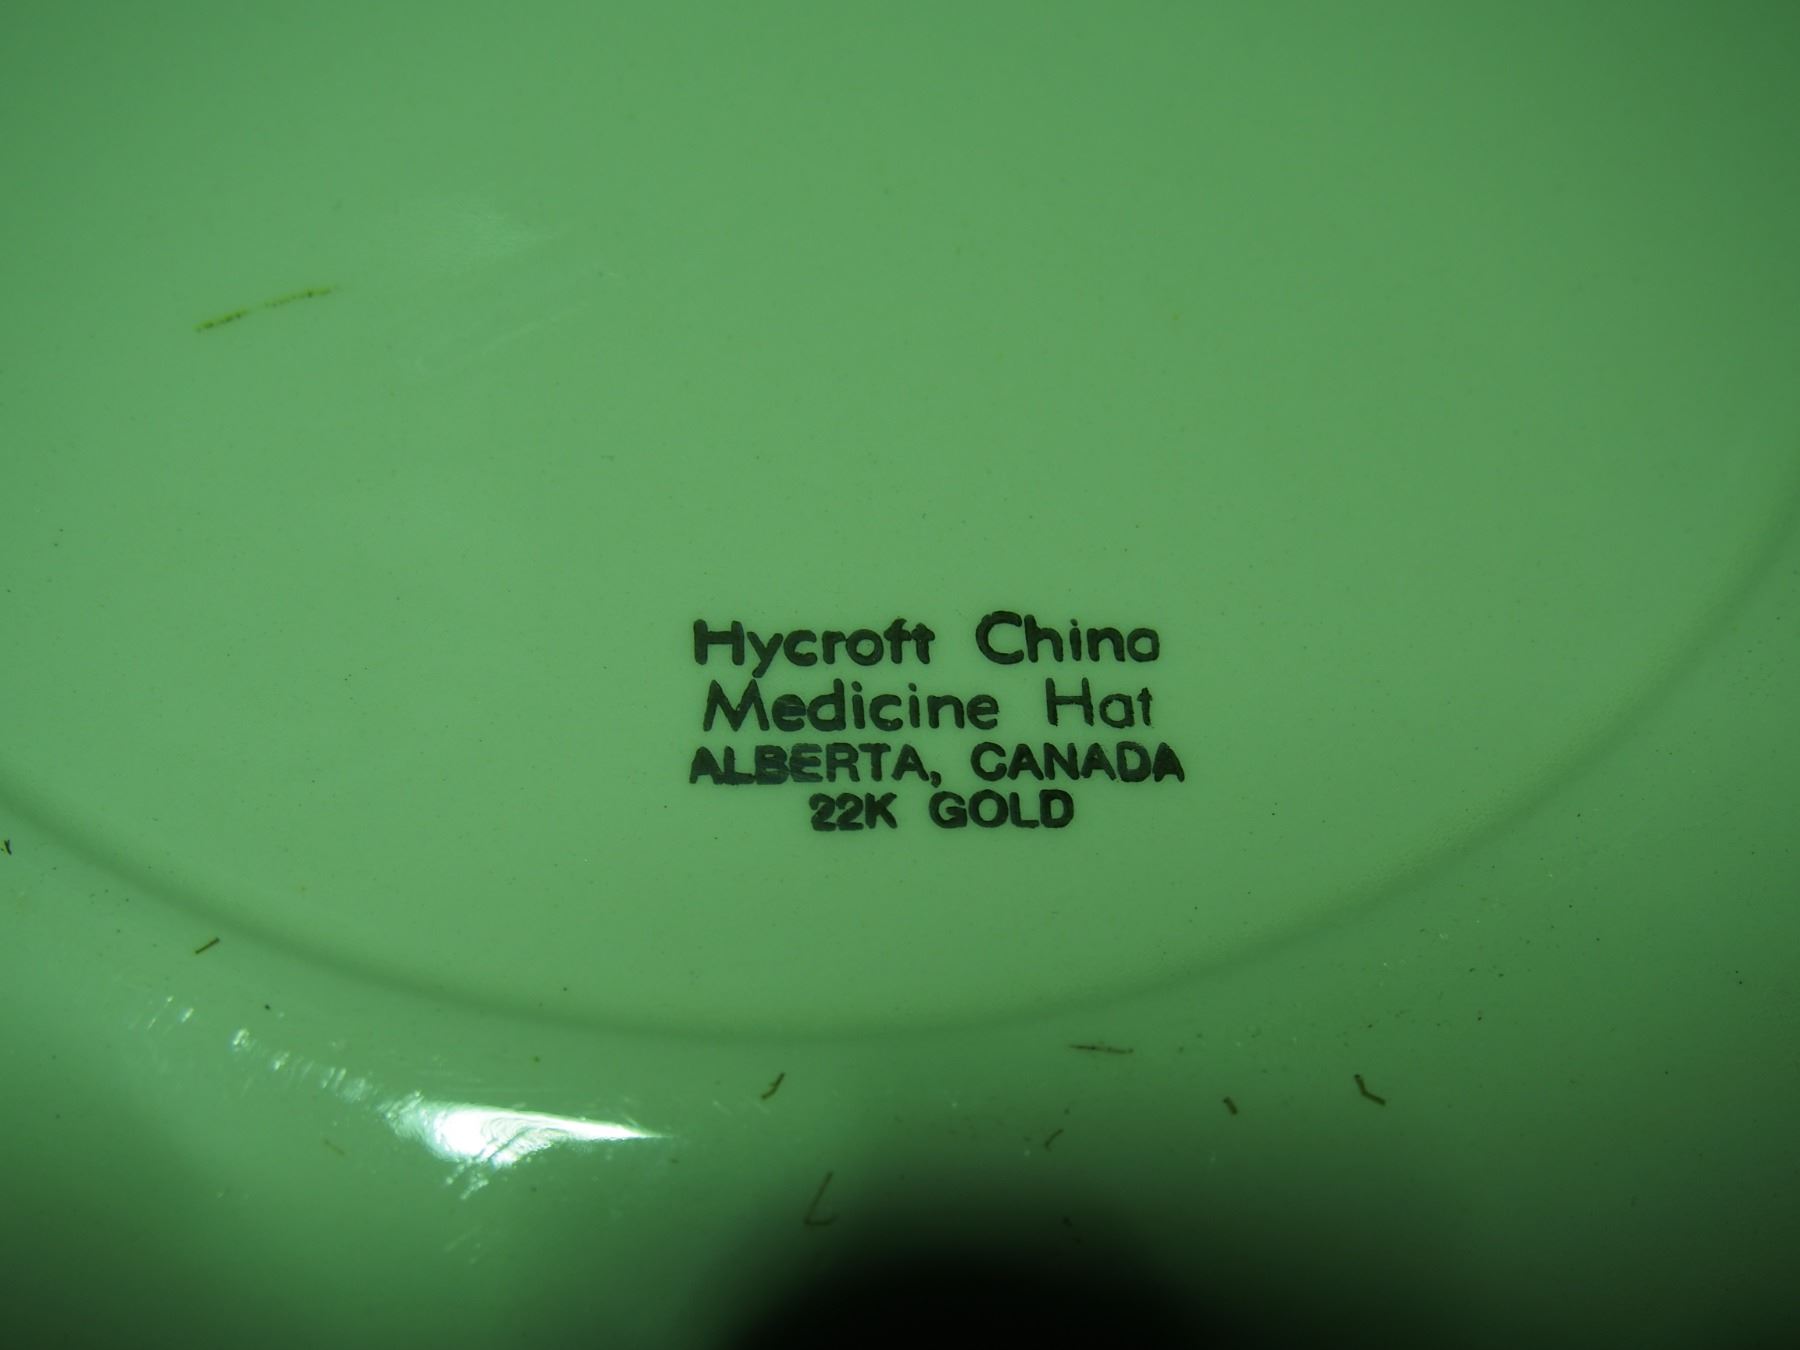 Hycroft China
Medicine Hat
ALBERTA, CANADA
22K GOLD